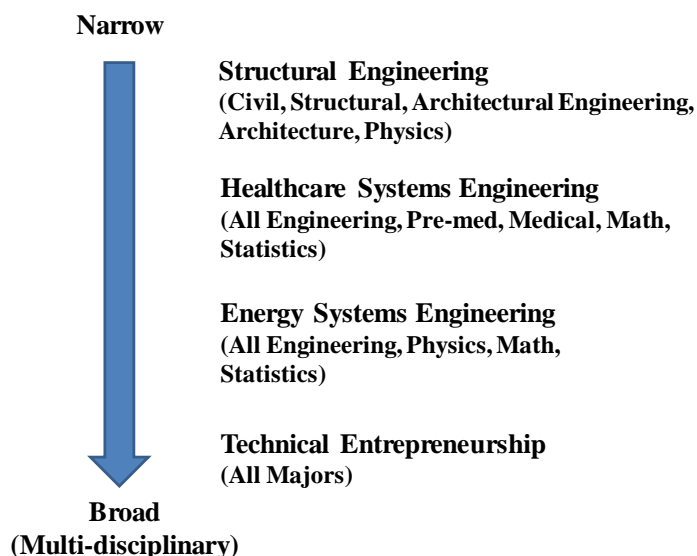 Narrow
Structural Engineering
(Civil, Structural, Architectural Engineering,
Architecture, Physics)
Healthcare Systems Engineering
(All Engineering, Pre-med, Medical, Math,
Statistics)
Energy Systems Engineering
(All Engineering, Physics, Math,
Statistics)
Technical Entrepreneurship
(All Majors)
Broad
(Multi-disciplinary)